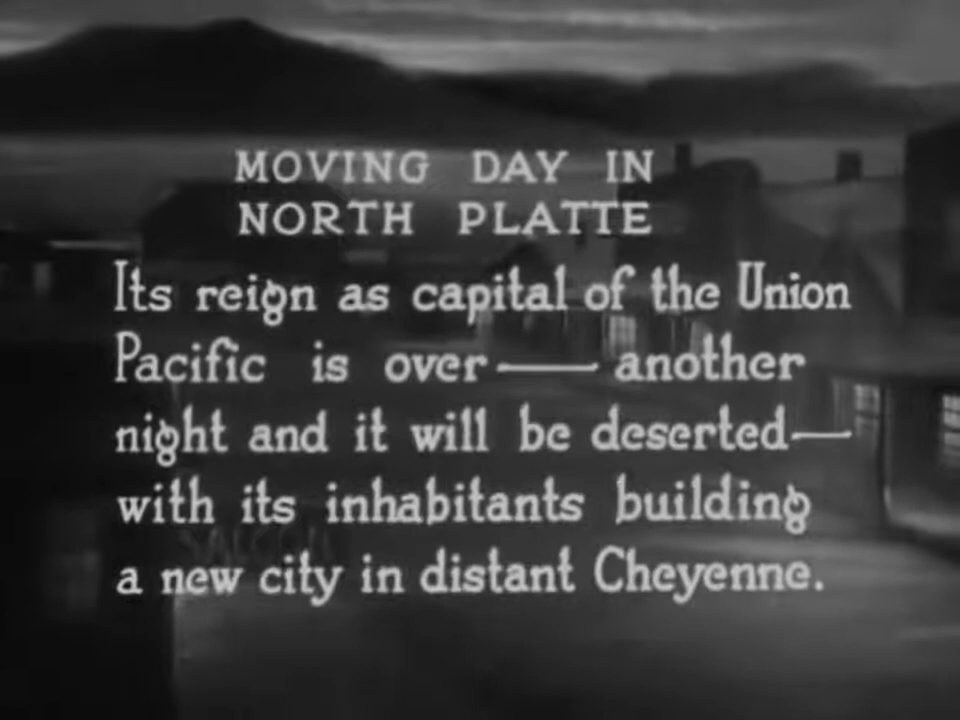 MOVING DAY IN
NORTH PLATTE
Its reign as capital of the Union
Pacific is over — another
night and it will be deserted—
with its inhabitants building
a new city in distant Cheyenne.